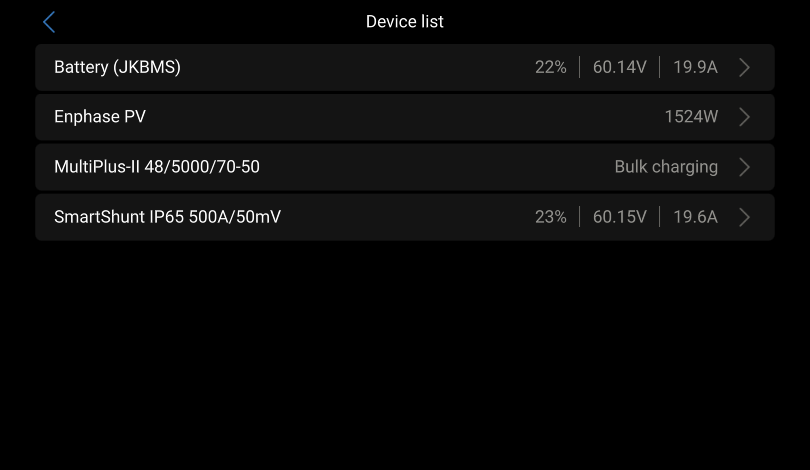 Device list
Battery (JKBMS) 22% 60.14V 19.9A
Enphase PV 1524W
MultiPlus-II 48/5000/70-50 Bulk charging
SmartShunt IP65 500A/50mV 23% 60.15V 19.6A